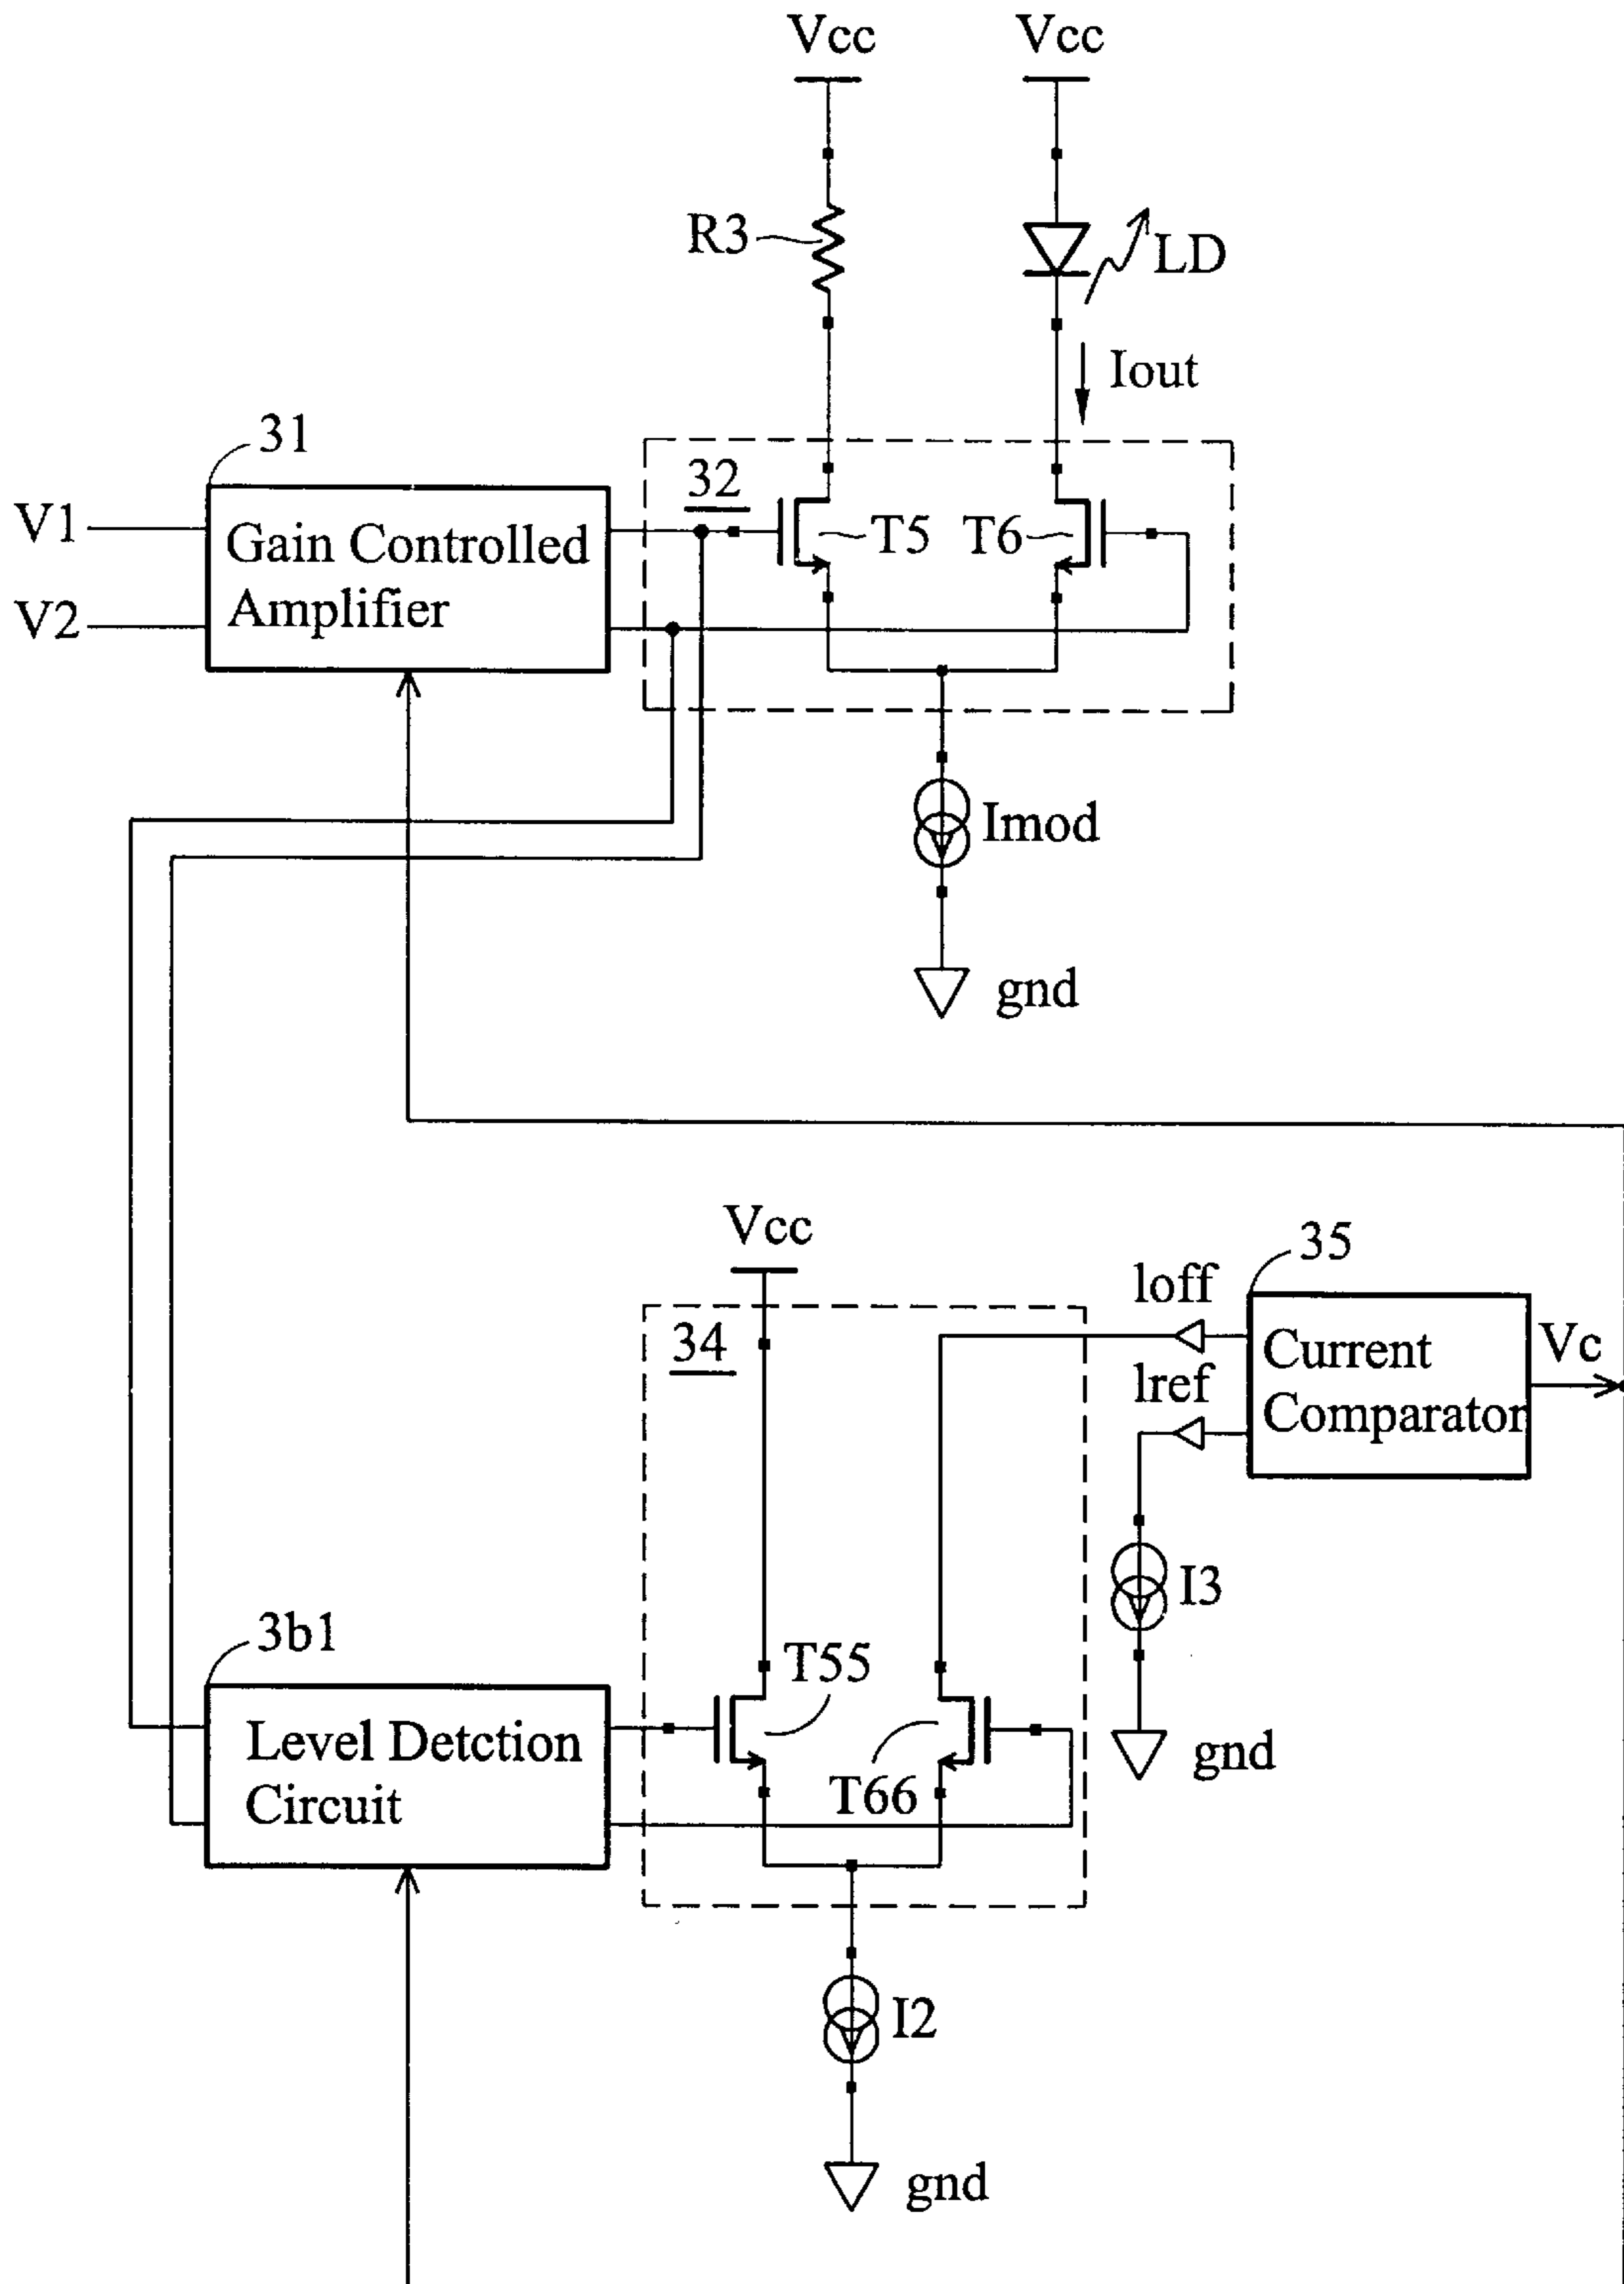 Vcc
Vcc
R3
LD
Iout
31
32
V1
Gain Controlled
Amplifier
V2
T5
T6
Imod
gnd
Vcc
35
Ioff
34
Current
Comparator
Vc
Iref
I3
3b1
T55
Level Detction
Circuit
T66
gnd
I2
gnd